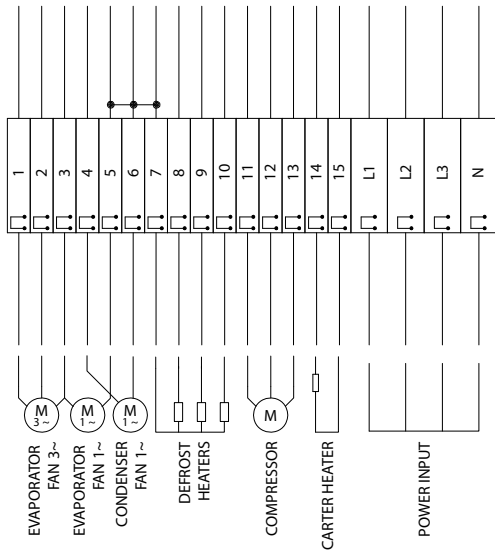 1
2
3
4
5
6
7
8
9
10
11
12
13
14
15
L1
L2
L3
N
M
3~
M
1~
M
1~
M
EVAPORATOR
FAN 3~
EVAPORATOR
FAN 1~
CONDENSER
FAN 1~
DEFROST
HEATERS
COMPRESSOR
CARTER HEATER
POWER INPUT